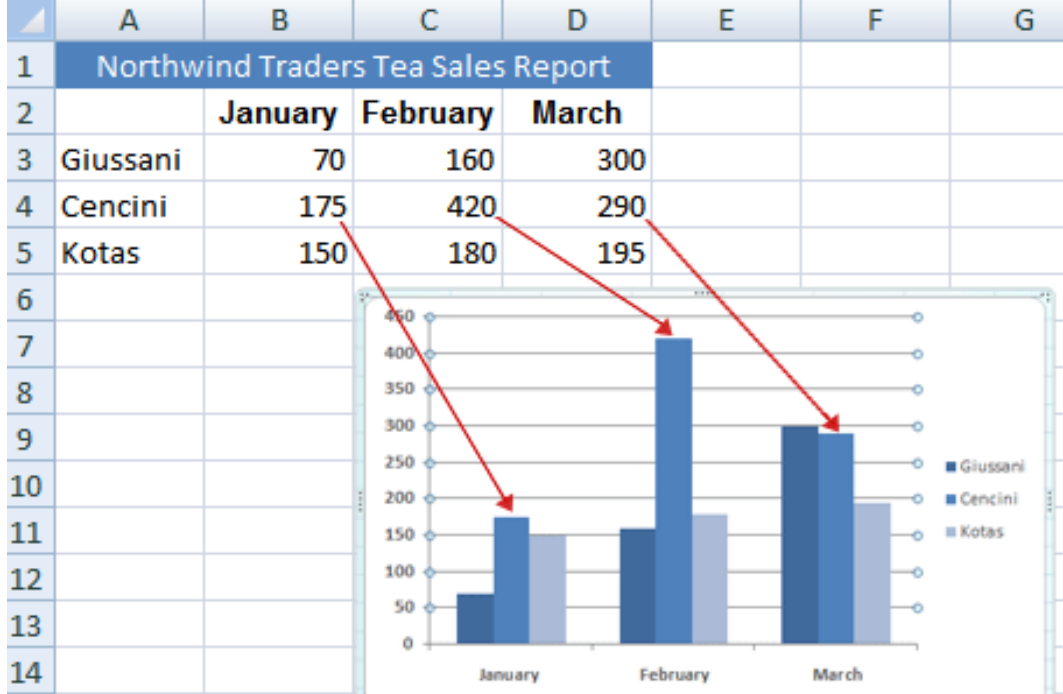 A B C D E F G
1 Northwind Traders Tea Sales Report
2 January February March
3 Giussani 70 160 300
4 Cencini 175 420 290
5 Kotas 150 180 195
6
7
8
9
10
11
12
13
14
450
400
350
300
250
200
150
100
50
0
January February March
Giussani
Cencini
Kotas